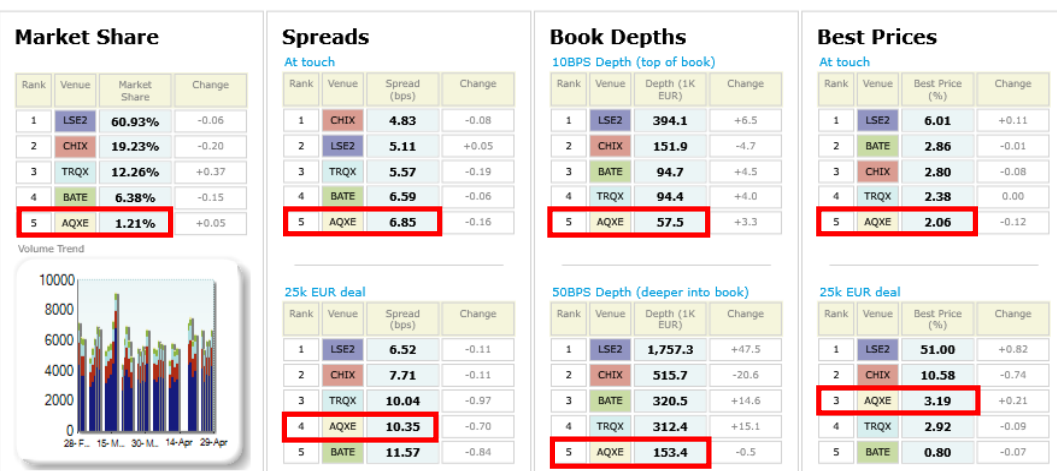 Market Share
Rank Venue Market Share Change
1 LSE2 60.93% -0.06
2 CHIX 19.23% -0.20
3 TRQX 12.26% +0.37
4 BATE 6.38% -0.15
5 AQXE 1.21% +0.05
Volume Trend
10000
8000
6000
4000
2000
0
28-F... 15-M... 30-M... 14-Apr 29-Apr
Spreads
At touch
Rank Venue Spread (bps) Change
1 CHIX 4.83 -0.08
2 LSE2 5.11 +0.05
3 TRQX 5.57 -0.19
4 BATE 6.59 -0.06
5 AQXE 6.85 -0.16
25k EUR deal
Rank Venue Spread (bps) Change
1 LSE2 6.52 -0.11
2 CHIX 7.71 -0.11
3 TRQX 10.04 -0.97
4 AQXE 10.35 -0.70
5 BATE 11.57 -0.84
Book Depths
10BPS Depth (top of book)
Rank Venue Depth (1K EUR) Change
1 LSE2 394.1 +6.5
2 CHIX 151.9 -4.7
3 BATE 94.7 +4.5
4 TRQX 94.4 +4.0
5 AQXE 57.5 +3.3
50BPS Depth (deeper into book)
Rank Venue Depth (1K EUR) Change
1 LSE2 1,757.3 +47.5
2 CHIX 515.7 -20.6
3 BATE 320.5 +14.6
4 TRQX 312.4 +15.1
5 AQXE 153.4 -0.5
Best Prices
At touch
Rank Venue Best Price (%) Change
1 LSE2 6.01 +0.11
2 BATE 2.86 -0.01
3 CHIX 2.80 -0.08
4 TRQX 2.38 0.00
5 AQXE 2.06 -0.12
25k EUR deal
Rank Venue Best Price (%) Change
1 LSE2 51.00 +0.82
2 CHIX 10.58 -0.74
3 AQXE 3.19 +0.21
4 TRQX 2.92 -0.09
5 BATE 0.80 -0.07